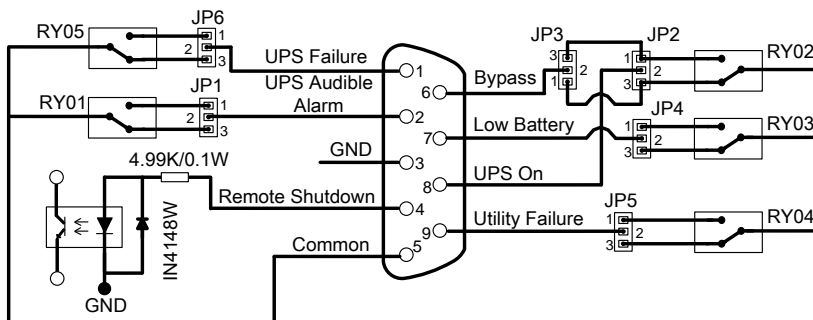 JP6
RY05
1
2
3
UPS Failure
JP1
UPS Audible
Alarm
RY01
1
2
3
4.99K/0.1W
GND
Remote Shutdown
IN4148W
Common
GND
1
2
3
4
5
6
7
8
9
JP3
3
2
1
JP2
1
2
3
RY02
Bypass
Low Battery
JP4
1
2
3
RY03
UPS On
Utility Failure
JP5
1
2
3
RY04